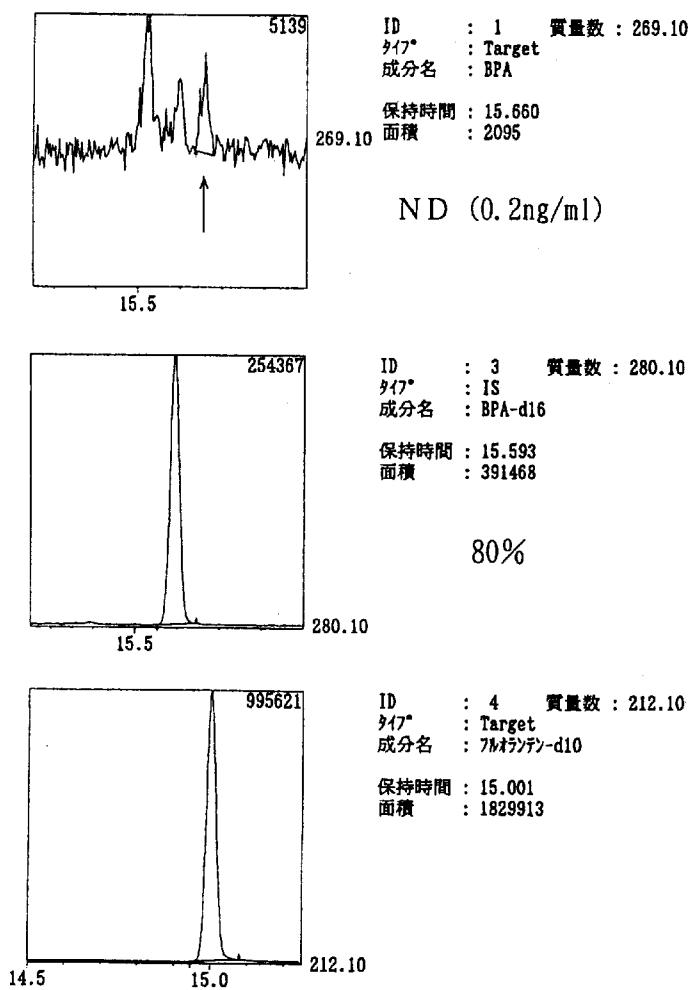 5139
ID : 1 質量数 : 269.10
ﾀｲﾌﾟ : Target
成分名 : BPA
保持時間 : 15.660
面積 : 2095
269.10
ND (0.2ng/ml)
15.5
254367
ID : 3 質量数 : 280.10
ﾀｲﾌﾟ : IS
成分名 : BPA-d16
保持時間 : 15.593
面積 : 391468
80%
280.10
15.5
995621
ID : 4 質量数 : 212.10
ﾀｲﾌﾟ : Target
成分名 : ﾌﾙｵﾗﾝﾃﾝ-d10
保持時間 : 15.001
面積 : 1829913
212.10
14.5 15.0